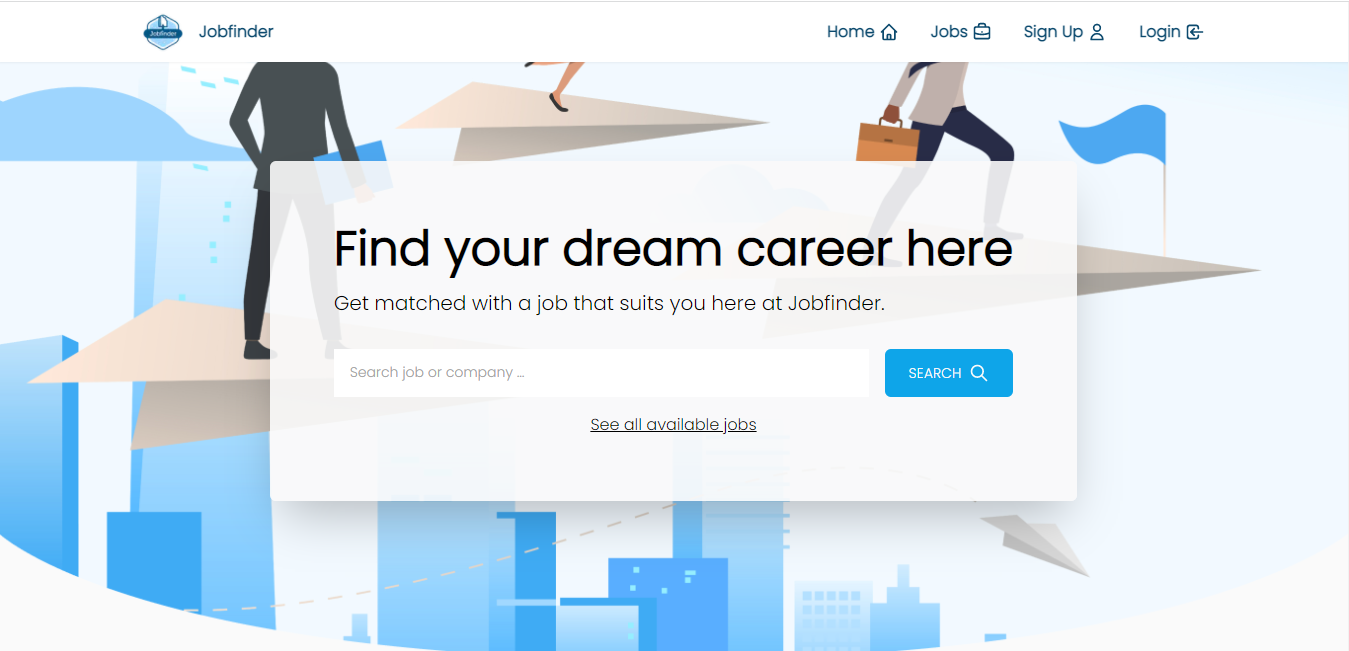 Jobfinder Jobfinder Home Jobs Sign Up Login
Find your dream career here
Get matched with a job that suits you here at Jobfinder.
Search job or company ... SEARCH
See all available jobs